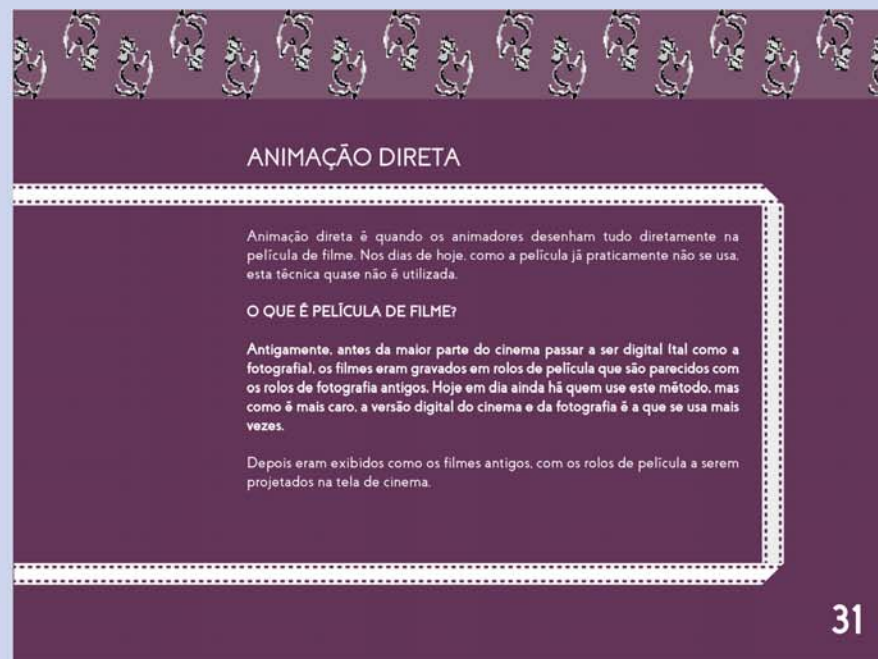 ANIMAÇÃO DIRETA
Animação direta é quando os animadores desenham tudo diretamente na
película de filme. Nos dias de hoje, como a película já praticamente não se usa,
esta técnica quase não é utilizada.
O QUE É PELÍCULA DE FILME?
Antigamente, antes da maior parte do cinema passar a ser digital (tal como a
fotografia), os filmes eram gravados em rolos de película que são parecidos com
os rolos de fotografia antigos. Hoje em dia ainda há quem use este método, mas
como é mais caro, a versão digital do cinema e da fotografia é a que se usa mais
vezes.
Depois eram exibidos como os filmes antigos, com os rolos de película a serem
projetados na tela de cinema.
31